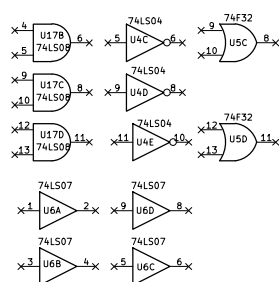 74LS04 74F32
4 U17B 6 5 U4C 6 9 U5C 8
5 74LS08 10
74LS04
9 U17C 8 9 U4D 8
10 74LS08
74LS04 74F32
12 U17D 11 11 U4E 10 12 U5D 11
13 74LS08 13
74LS07 74LS07
1 U6A 2 9 U6D 8
74LS07 74LS07
3 U6B 4 5 U6C 6